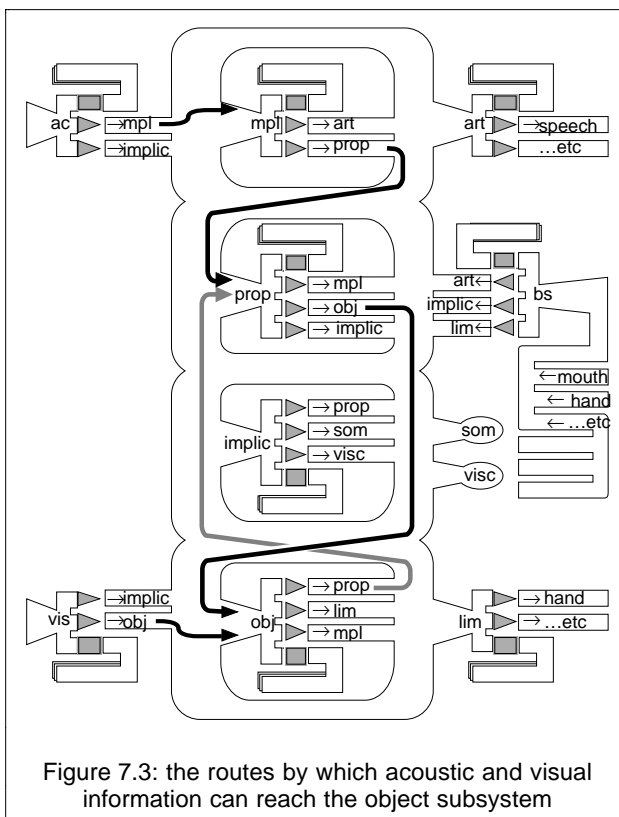 ac
→mpl
→implic
mpl
→ art
→ prop
art
→speech
→ …etc
prop
→ mpl
→ obj
→ implic
art←
implic←
lim←
bs
←mouth
← hand
← …etc
implic
→ prop
→ som
→ visc
som
visc
vis
→implic
→obj
obj
→ prop
→ lim
→ mpl
lim
→ hand
→ …etc
Figure 7.3: the routes by which acoustic and visual
information can reach the object subsystem